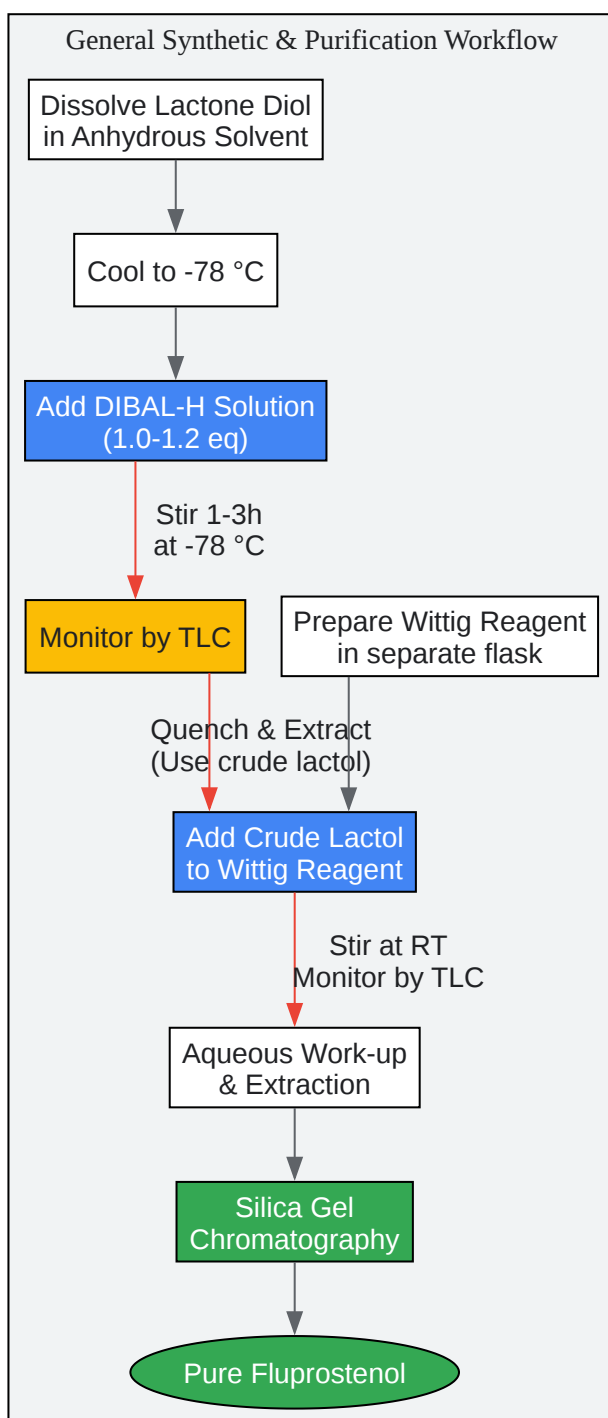 General Synthetic & Purification Workflow
Dissolve Lactone Diol
in Anhydrous Solvent
Cool to -78 °C
Add DIBAL-H Solution
(1.0-1.2 eq)
Stir 1-3h
at -78 °C
Monitor by TLC
Prepare Wittig Reagent
in separate flask
Quench & Extract
(Use crude lactol)
Add Crude Lactol
to Wittig Reagent
Stir at RT
Monitor by TLC
Aqueous Work-up
& Extraction
Silica Gel
Chromatography
Pure Fluprostenol